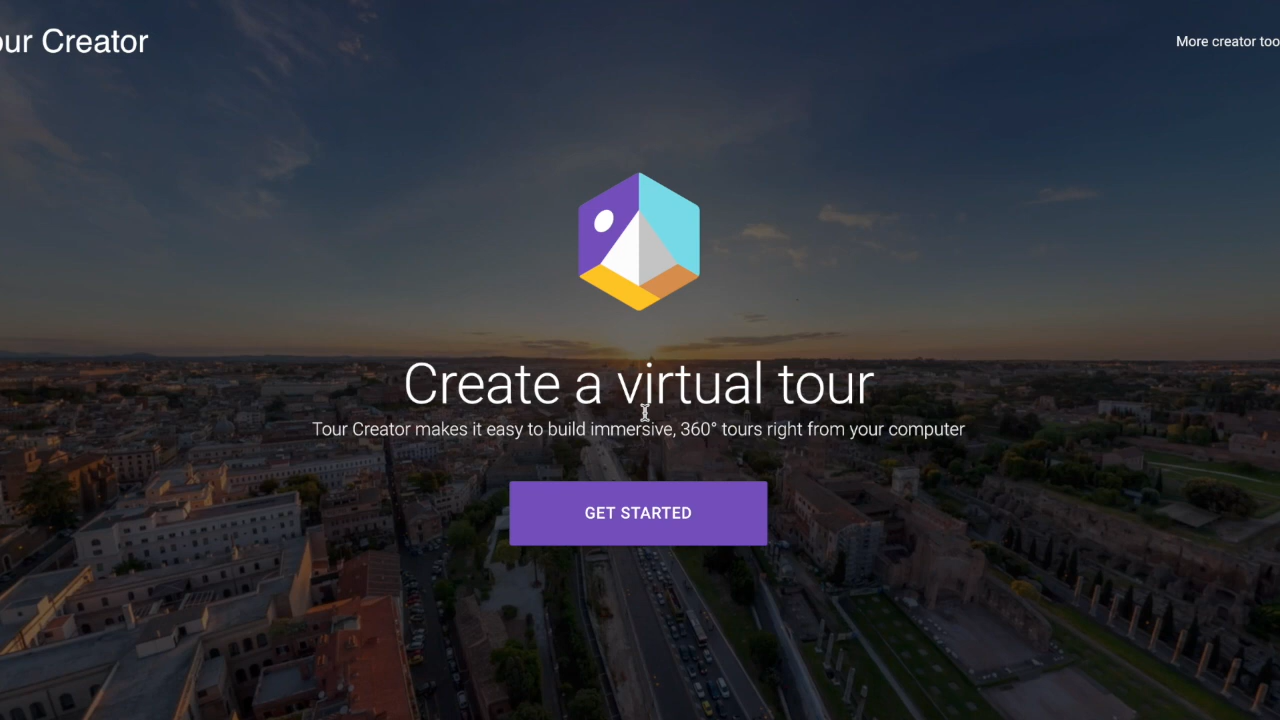 our Creator
More creator too
Create a virtual tour
Tour Creator makes it easy to build immersive, 360° tours right from your computer
GET STARTED